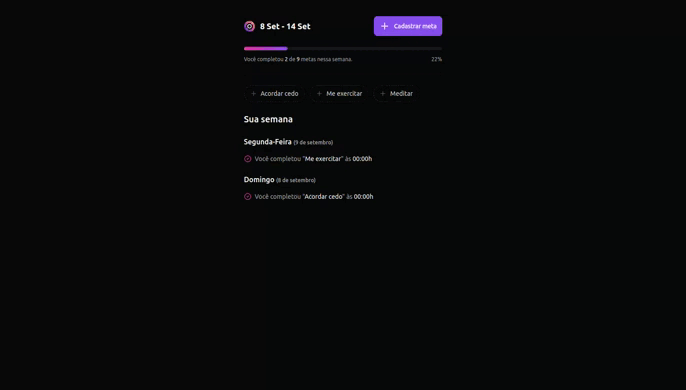 8 Set - 14 Set
Cadastrar meta
Você completou 2 de 9 metas nessa semana. 22%
Acordar cedo Me exercitar Meditar
Sua semana
Segunda-Feira (9 de setembro)
Você completou "Me exercitar" às 00:00h
Domingo (8 de setembro)
Você completou "Acordar cedo" às 00:00h